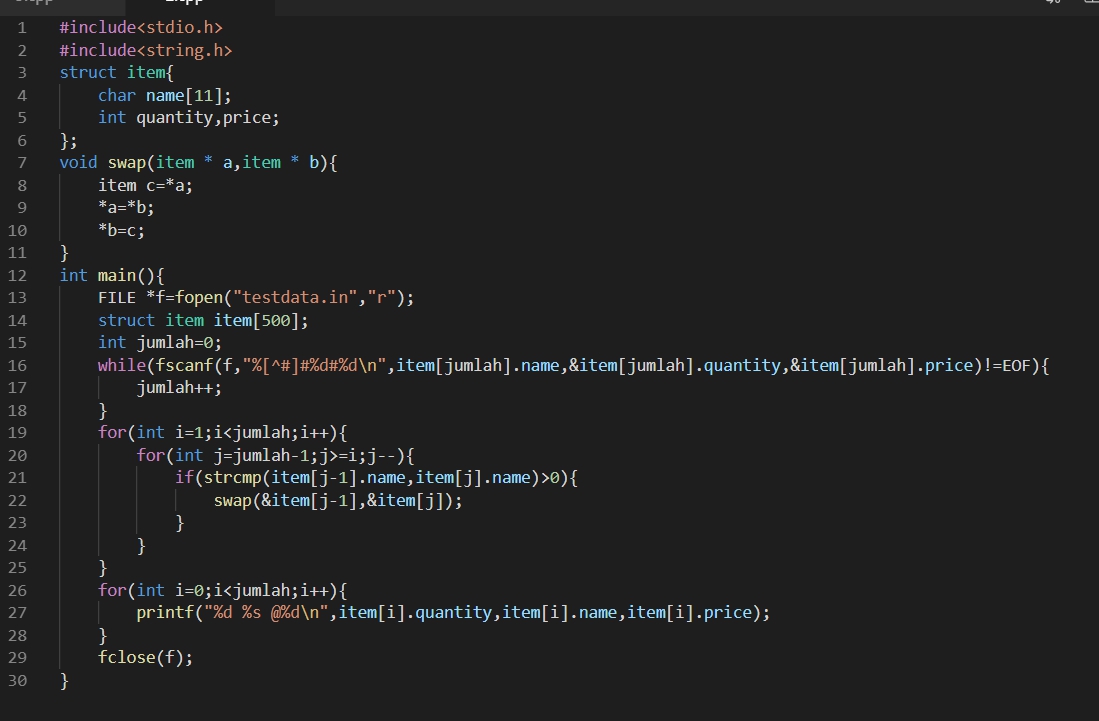 1 #include<stdio.h>
2 #include<string.h>
3 struct item{
4     char name[11];
5     int quantity,price;
6 };
7 void swap(item * a,item * b){
8     item c=*a;
9     *a=*b;
10     *b=c;
11 }
12 int main(){
13     FILE *f=fopen("testdata.in","r");
14     struct item item[500];
15     int jumlah=0;
16     while(fscanf(f,"%[^#]#%d#%d\n",item[jumlah].name,&item[jumlah].quantity,&item[jumlah].price)!=EOF){
17         jumlah++;
18     }
19     for(int i=1;i<jumlah;i++){
20         for(int j=jumlah-1;j>=i;j--){
21             if(strcmp(item[j-1].name,item[j].name)>0){
22                 swap(&item[j-1],&item[j]);
23             }
24         }
25     }
26     for(int i=0;i<jumlah;i++){
27         printf("%d %s @%d\n",item[i].quantity,item[i].name,item[i].price);
28     }
29     fclose(f);
30 }